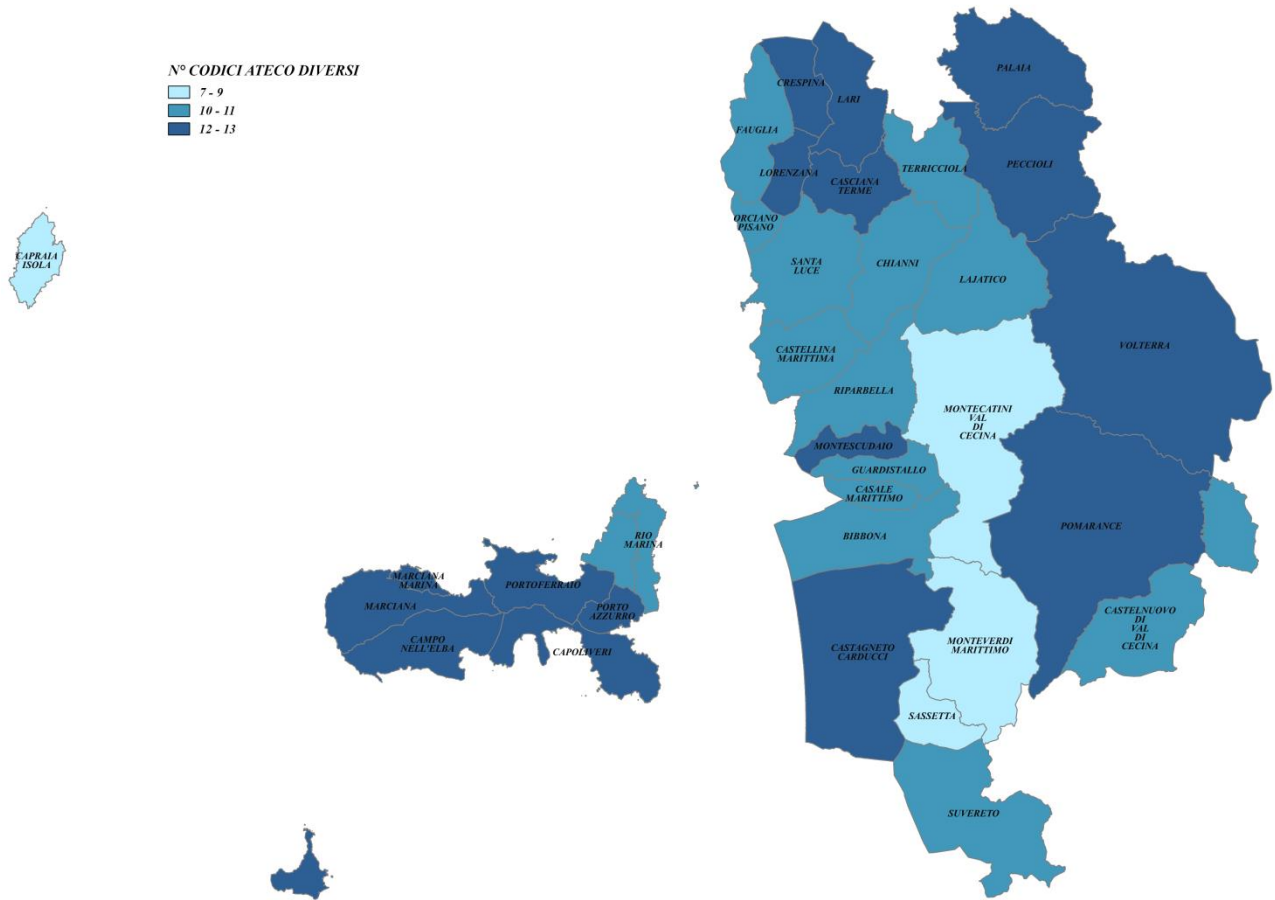 N° CODICI ATECO DIVERSI
7 - 9
10 - 11
12 - 13
PALAIA
CRESPINA
LARI
FAUGLIA
PECCIOLI
TERRICCIOLA
LORENZANA
CASCIANA
TERME
ORCIANO
PISANO
CAPRAIA
ISOLA
SANTA
LUCE
CHIANNI
LAJATICO
VOLTERRA
CASTELLINA
MARITTIMA
RIPARBELLA
MONTECATINI
VAL
DI
CECINA
MONTESCUDAIO
GUARDISTALLO
CASALE
MARITTIMO
POMARANCE
BIBBONA
RIO
MARINA
MARCIANA
MARINA
PORTOFERRAIO
MARCIANA
PORTO
AZZURRO
CAMPO
NELL'ELBA
CAPOLIVERI
CASTELNUOVO
DI
VAL
DI
CECINA
MONTEVERDI
MARITTIMO
CASTAGNETO
CARDUCCI
SASSETTA
SUVERETO